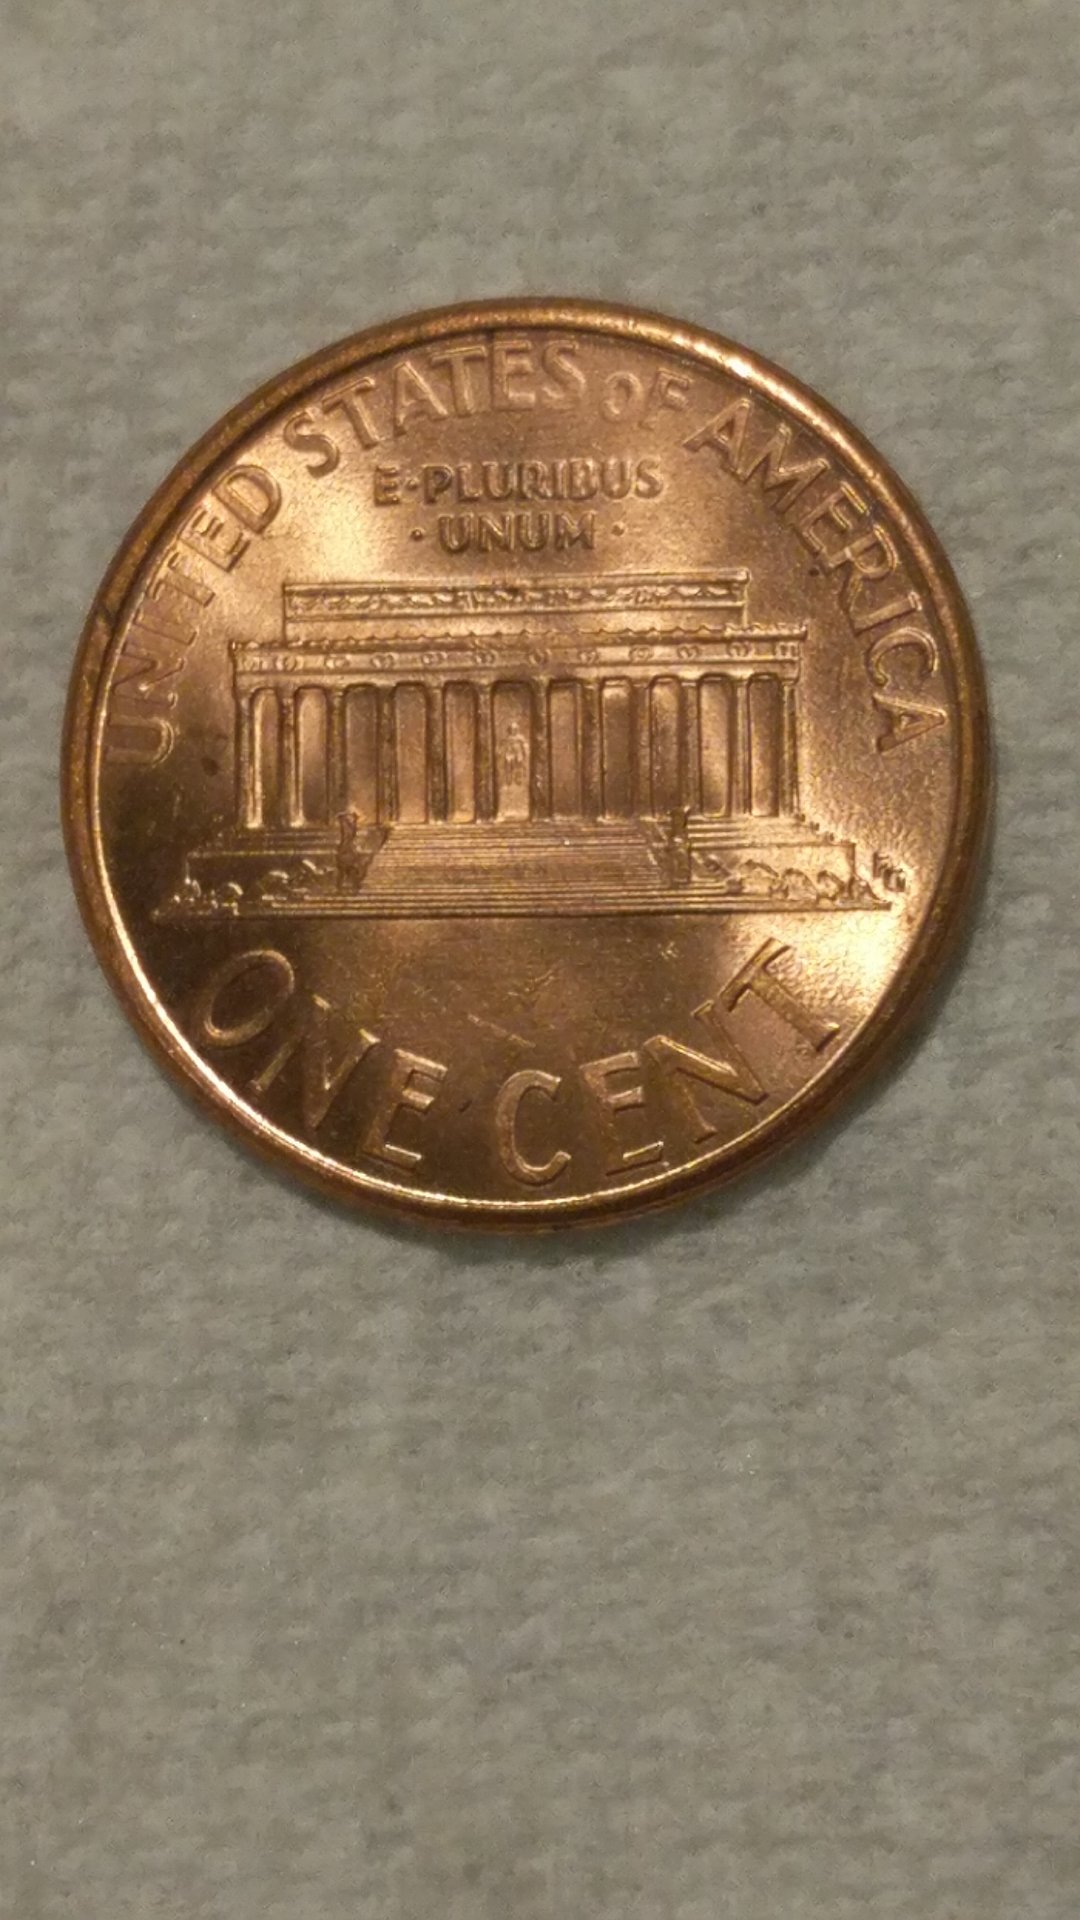 UNITED STATES OF AMERICA
E·PLURIBUS
·UNUM·
ONE CENT